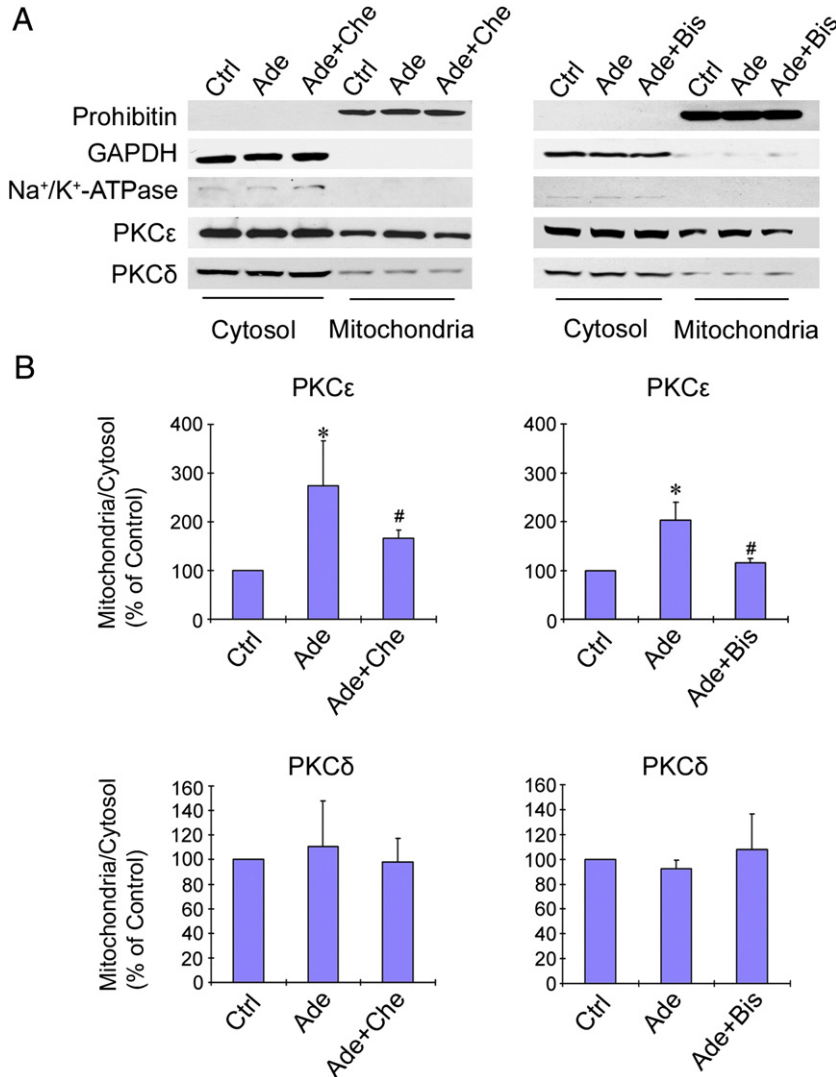 A
Ctrl Ade Ade+Che Ctrl Ade Ade+Che Ctrl Ade Ade+Bis Ctrl Ade Ade+Bis
Prohibitin
GAPDH
Na⁺/K⁺-ATPase
PKCε
PKCδ
Cytosol Mitochondria Cytosol Mitochondria
B
PKCε
Mitochondria/Cytosol
(% of Control)
400
300
200
100
0
Ctrl Ade Ade+Che
*
#
PKCε
400
300
200
100
0
Ctrl Ade Ade+Bis
*
#
PKCδ
Mitochondria/Cytosol
(% of Control)
160
140
120
100
80
60
40
20
0
Ctrl Ade Ade+Che
PKCδ
160
140
120
100
80
60
40
20
0
Ctrl Ade Ade+Bis